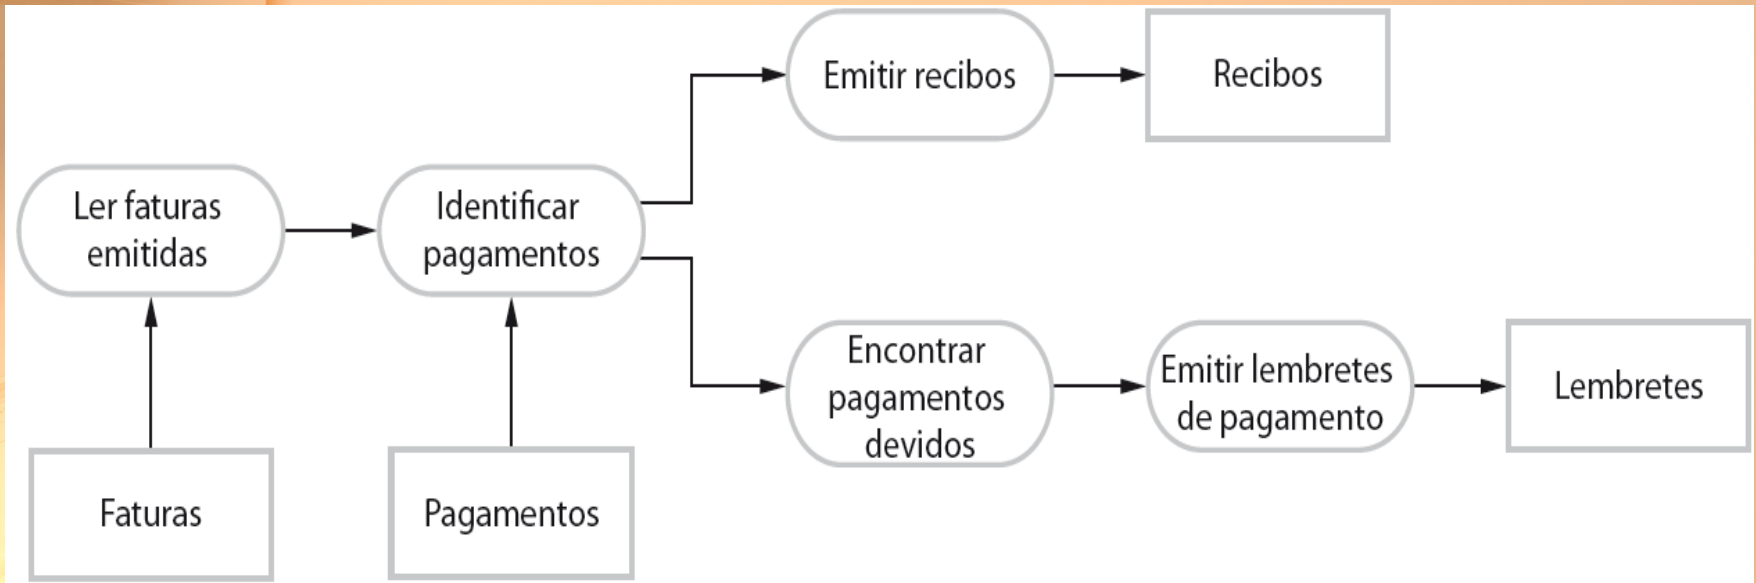 Emitir recibos
Recibos
Ler faturas
emitidas
Identificar
pagamentos
Encontrar
pagamentos
devidos
Emitir lembretes
de pagamento
Lembretes
Faturas
Pagamentos